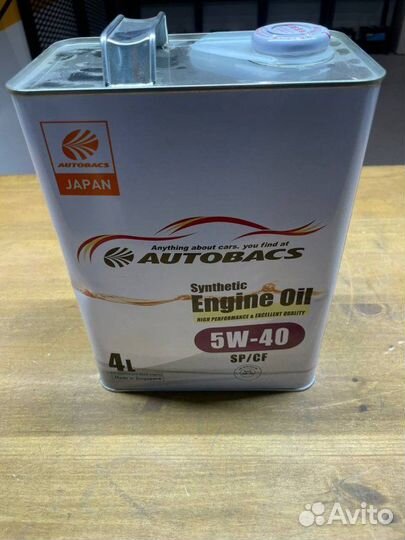 AUTOBACS
JAPAN
Anything about cars, you find at
AUTOBACS
Synthetic
Engine Oil
HIGH PERFORMANCE & EXCELLENT QUALITY
5W-40
SP/CF
4L
Made in Singapore
Avito